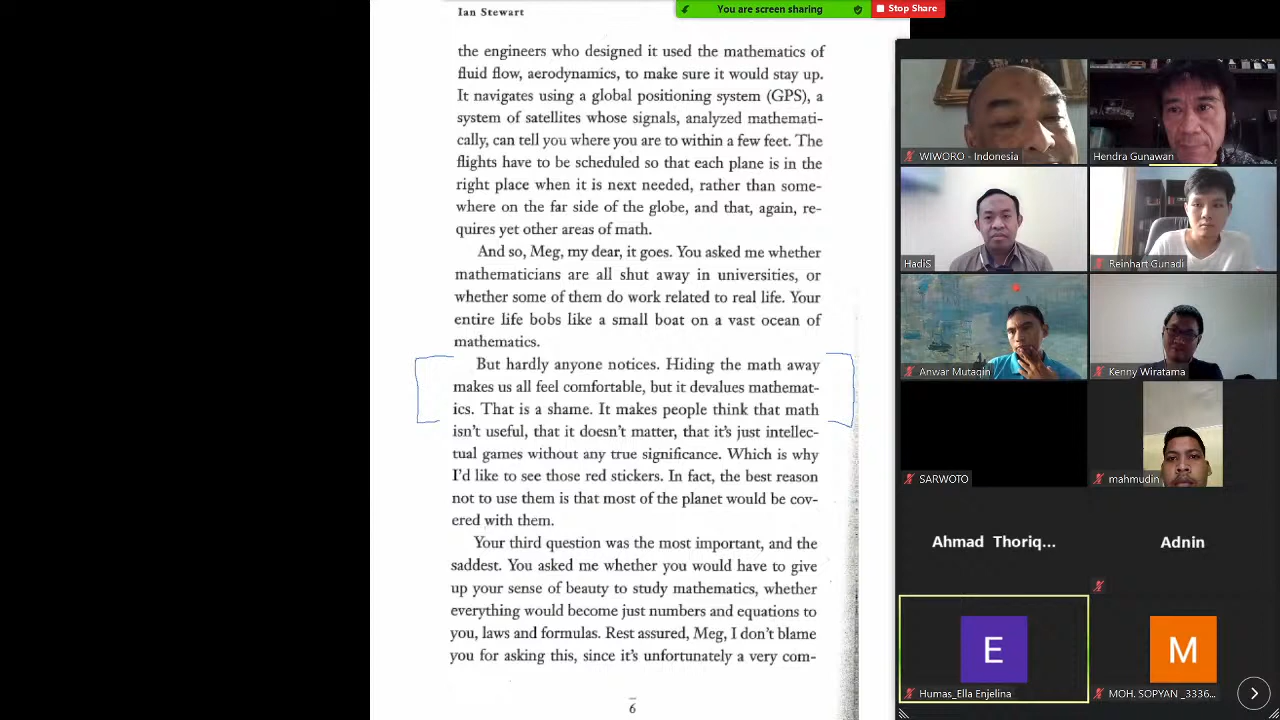 You are screen sharing
Stop Share
Ian Stewart
the engineers who designed it used the mathematics of
fluid flow, aerodynamics, to make sure it would stay up.
It navigates using a global positioning system (GPS), a
system of satellites whose signals, analyzed mathemati-
cally, can tell you where you are to within a few feet. The
flights have to be scheduled so that each plane is in the
right place when it is next needed, rather than some-
where on the far side of the globe, and that, again, re-
quires yet other areas of math.
And so, Meg, my dear, it goes. You asked me whether
mathematicians are all shut away in universities, or
whether some of them do work related to real life. Your
entire life bobs like a small boat on a vast ocean of
mathematics.
But hardly anyone notices. Hiding the math away
makes us all feel comfortable, but it devalues mathemat-
ics. That is a shame. It makes people think that math
isn't useful, that it doesn't matter, that it's just intellec-
tual games without any true significance. Which is why
I'd like to see those red stickers. In fact, the best reason
not to use them is that most of the planet would be cov-
ered with them.
Your third question was the most important, and the
saddest. You asked me whether you would have to give
up your sense of beauty to study mathematics, whether
everything would become just numbers and equations to
you, laws and formulas. Rest assured, Meg, I don't blame
you for asking this, since it's unfortunately a very com-
6
WIWORO - Indonesia
Hendra Gunawan
HadiS
Reinhart Gunadi
Anwar Mutaqin
Kenny Wiratama
SARWOTO
mahmudin
Ahmad Thoriq...
Adnin
E
Humas_Ella Enjelina
M
MOH. SOPYAN _3336...